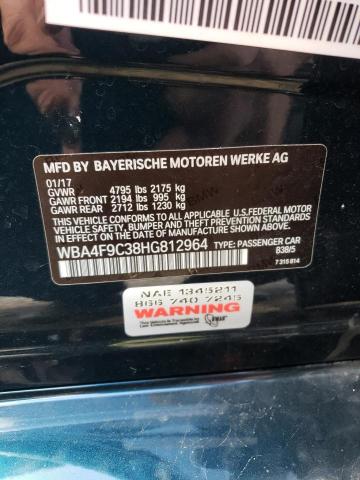 MFD BY BAYERISCHE MOTOREN WERKE AG
01/17
GVWR 4795 lbs 2175 kg
GAWR FRONT 2194 lbs 995 kg
GAWR REAR 2712 lbs 1230 kg
THIS VEHICLE CONFORMS TO ALL APPLICABLE U.S.FEDERAL MOTOR
VEHICLE SAFETY, BUMPER AND THEFT PREVENTION STANDARDS
IN EFFECT ON THE DATE OF MANUFACTURE SHOWN ABOVE.
WBA4F9C38HG812964 TYPE: PASSENGER CAR
838/5
7 315 814
NAE 1345211
866 740 7245
WARNING